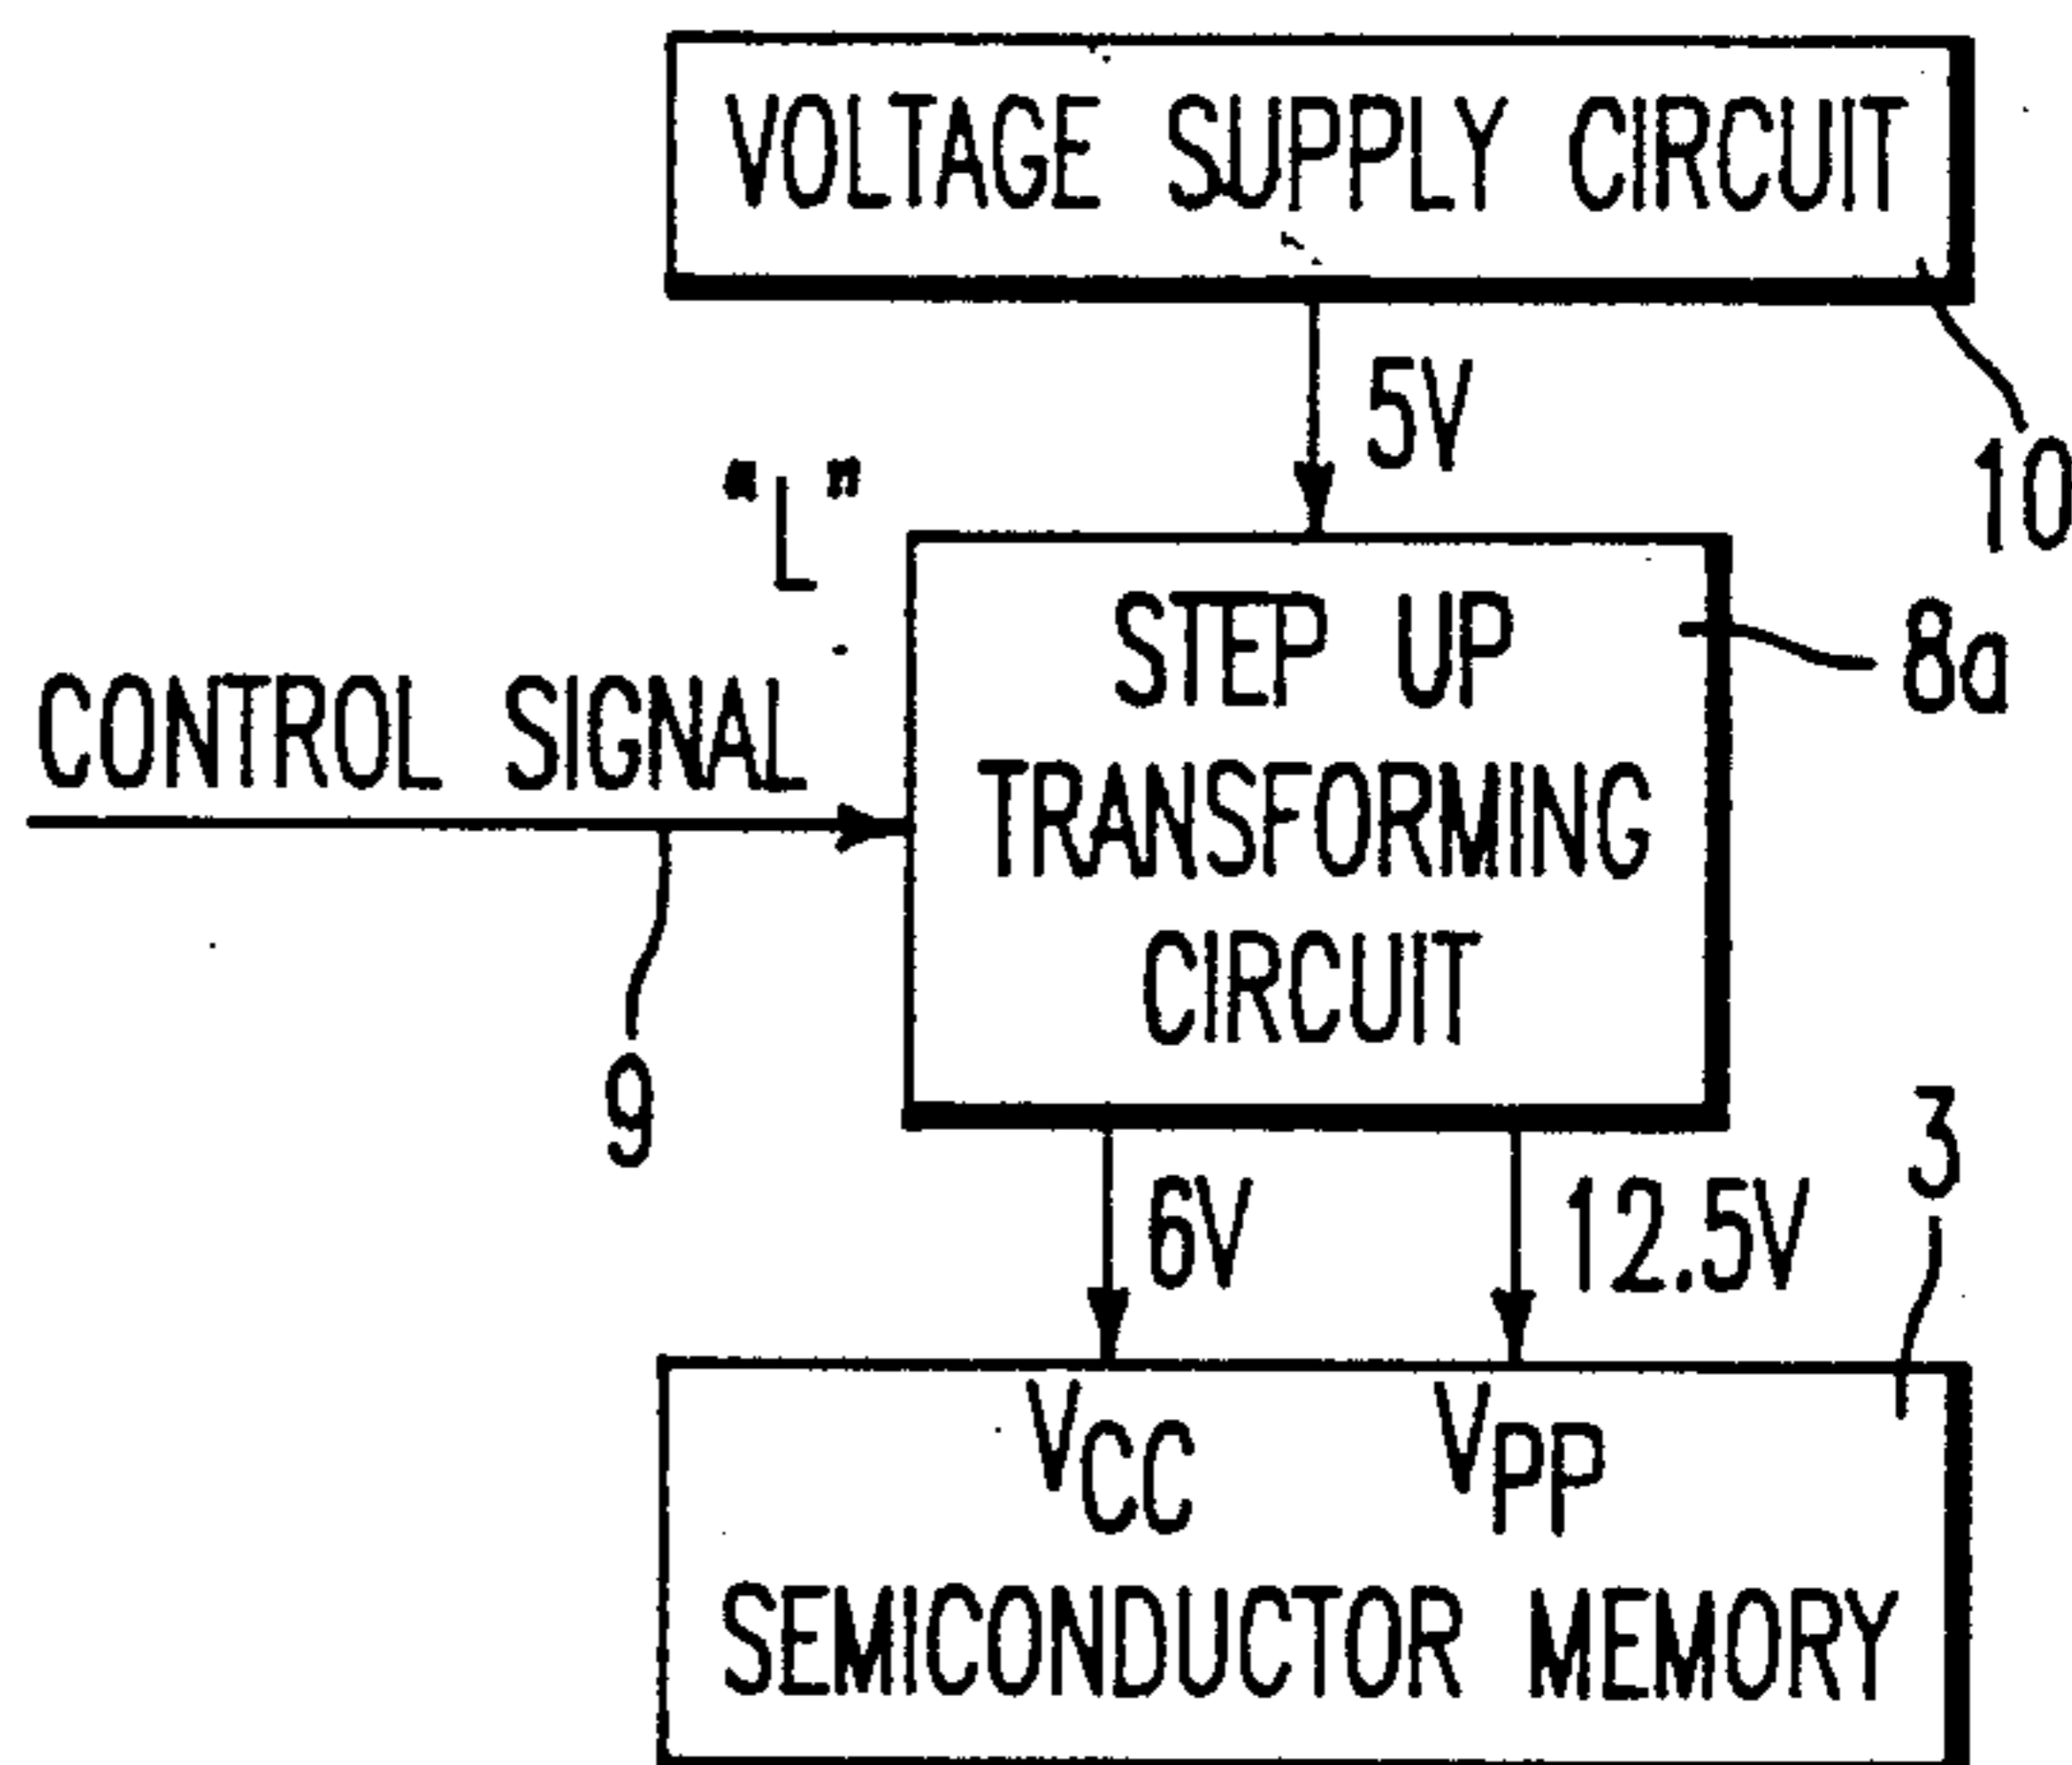 VOLTAGE SUPPLY CIRCUIT
5V
10
"L"
STEP UP
TRANSFORMING
CIRCUIT
8a
CONTROL SIGNAL
9
6V
12.5V
3
VCC
VPP
SEMICONDUCTOR MEMORY